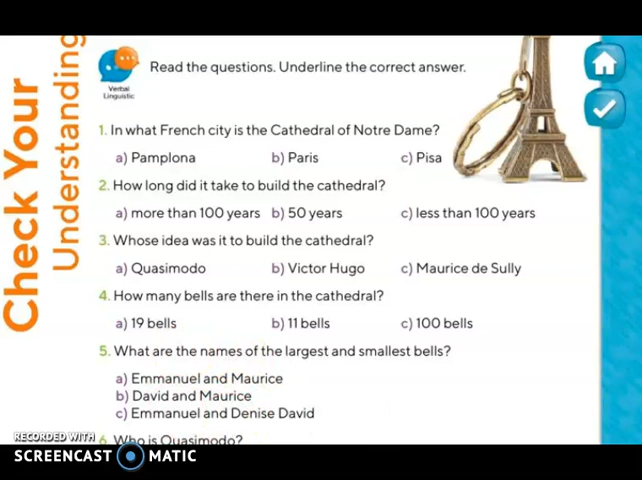 Check Your
Understanding
Verbal
Linguistic
Read the questions. Underline the correct answer.
1. In what French city is the Cathedral of Notre Dame?
a) Pamplona b) Paris c) Pisa
2. How long did it take to build the cathedral?
a) more than 100 years b) 50 years c) less than 100 years
3. Whose idea was it to build the cathedral?
a) Quasimodo b) Victor Hugo c) Maurice de Sully
4. How many bells are there in the cathedral?
a) 19 bells b) 11 bells c) 100 bells
5. What are the names of the largest and smallest bells?
a) Emmanuel and Maurice
b) David and Maurice
c) Emmanuel and Denise David
6. Who is Quasimodo?
RECORDED WITH
SCREENCAST MATIC